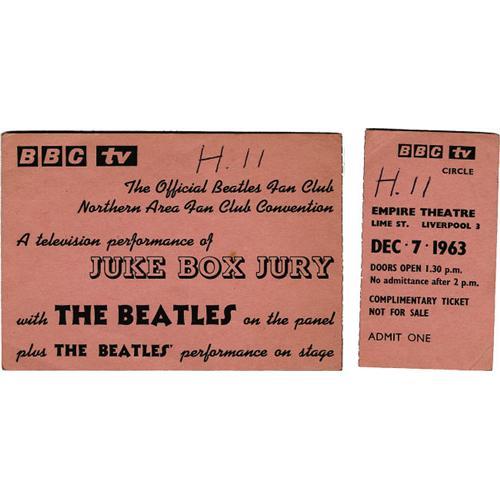 BBC tv
H.11
The Official Beatles Fan Club
Northern Area Fan Club Convention
A television performance of
JUKE BOX JURY
with THE BEATLES on the panel
plus THE BEATLES' performance on stage
BBC tv
CIRCLE
H.11
EMPIRE THEATRE
LIME ST. LIVERPOOL 3
DEC · 7 · 1963
DOORS OPEN 1.30 p.m.
No admittance after 2 p.m.
COMPLIMENTARY TICKET
NOT FOR SALE
ADMIT ONE